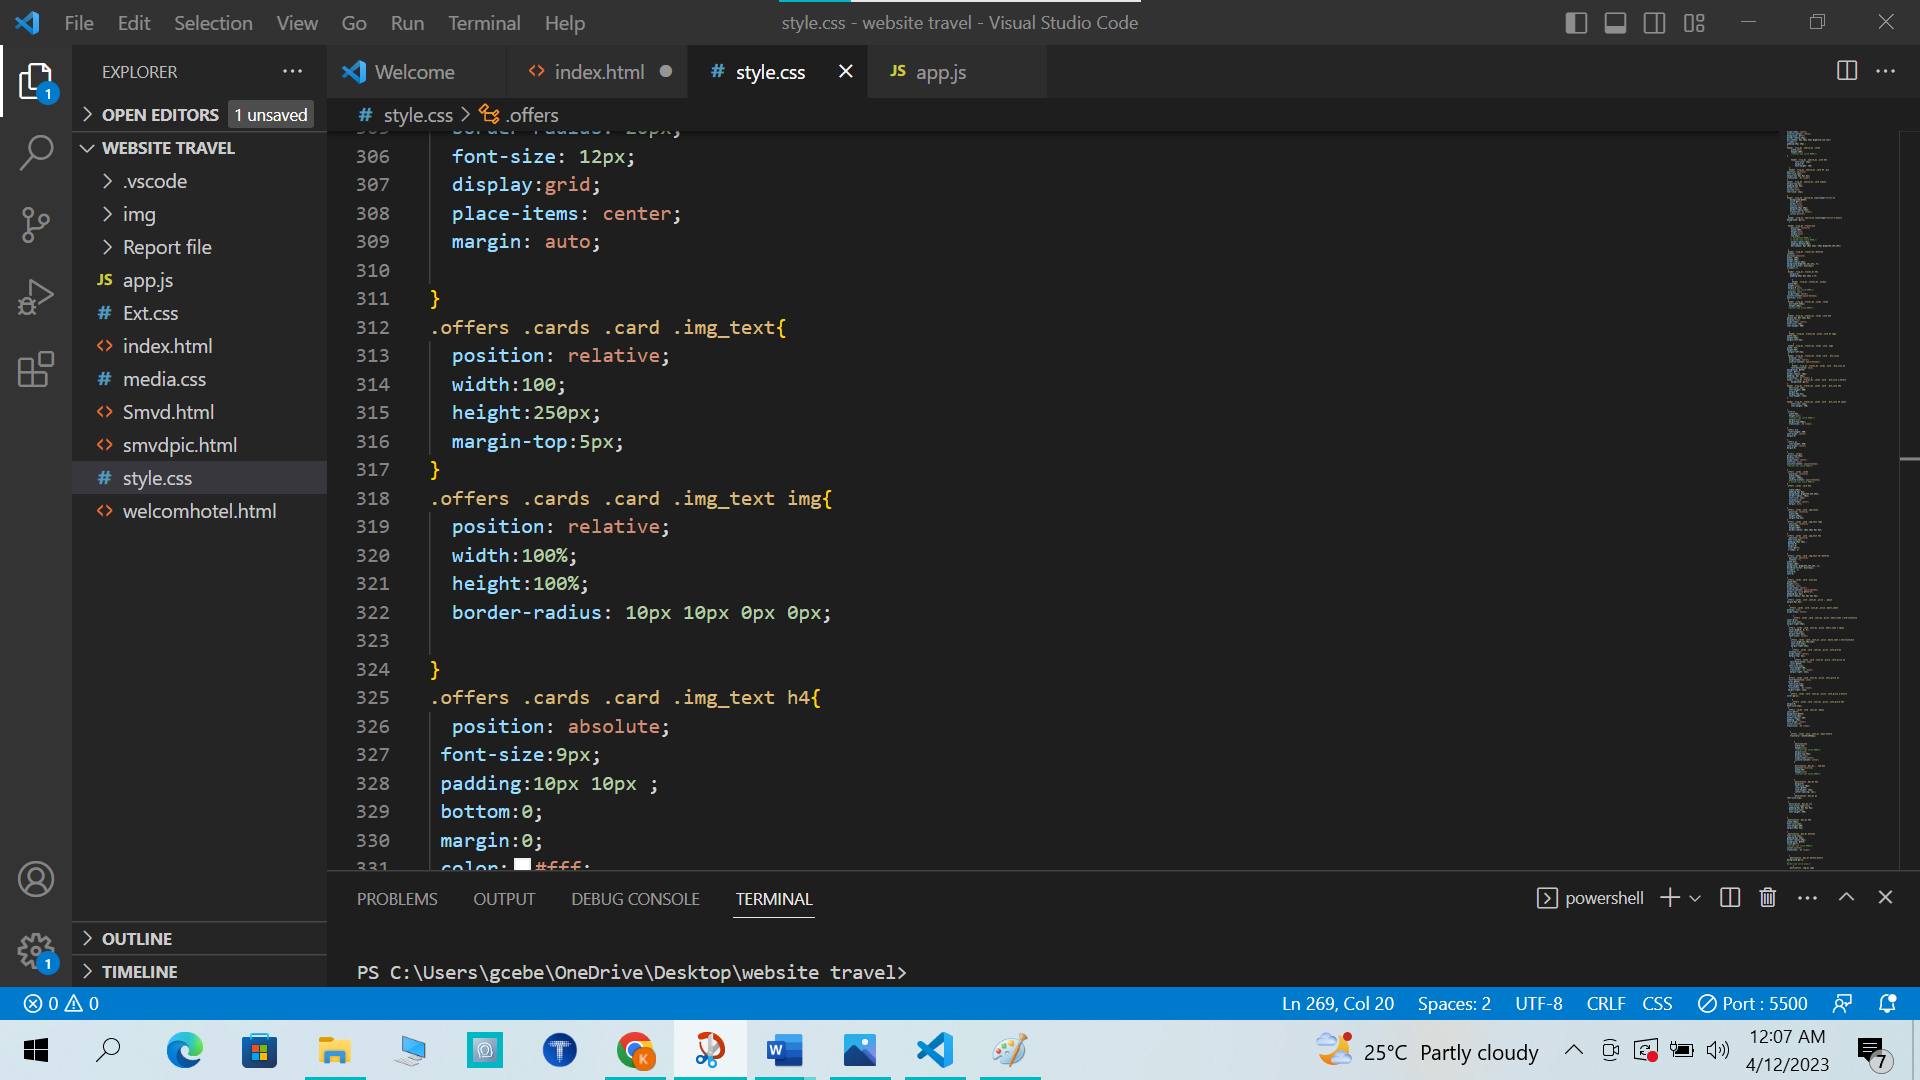 File Edit Selection View Go Run Terminal Help
style.css - website travel - Visual Studio Code
EXPLORER
Welcome
index.html
# style.css
JS app.js
1
OPEN EDITORS 1 unsaved
# style.css > .offers
WEBSITE TRAVEL
.vscode
img
Report file
JS app.js
# Ext.css
<> index.html
# media.css
<> Smvd.html
<> smvdpic.html
# style.css
<> welcomhotel.html
OUTLINE
TIMELINE
1
305 border-radius: 20px;
306 font-size: 12px;
307 display:grid;
308 place-items: center;
309 margin: auto;
310
311 }
312 .offers .cards .card .img_text{
313 position: relative;
314 width:100;
315 height:250px;
316 margin-top:5px;
317 }
318 .offers .cards .card .img_text img{
319 position: relative;
320 width:100%;
321 height:100%;
322 border-radius: 10px 10px 0px 0px;
323
324 }
325 .offers .cards .card .img_text h4{
326 position: absolute;
327 font-size:9px;
328 padding:10px 10px ;
329 bottom:0;
330 margin:0;
331 color:#fff;
PROBLEMS OUTPUT DEBUG CONSOLE TERMINAL
powershell
PS C:\Users\gcebe\OneDrive\Desktop\website travel>
0 0
Ln 269, Col 20 Spaces: 2 UTF-8 CRLF CSS Port : 5500
25°C Partly cloudy
12:07 AM
4/12/2023
7